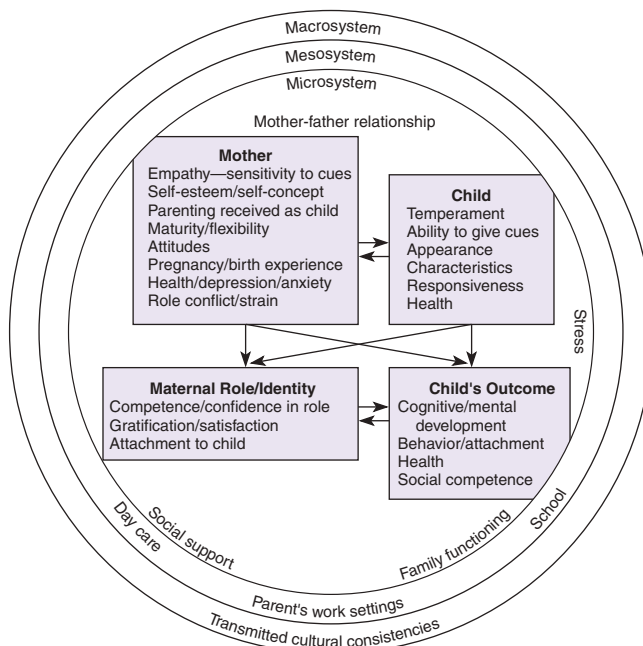 Macrosystem
Mesosystem
Microsystem
Mother-father relationship
Mother
Empathy—sensitivity to cues
Self-esteem/self-concept
Parenting received as child
Maturity/flexibility
Attitudes
Pregnancy/birth experience
Health/depression/anxiety
Role conflict/strain
Child
Temperament
Ability to give cues
Appearance
Characteristics
Responsiveness
Health
Stress
Maternal Role/Identity
Competence/confidence in role
Gratification/satisfaction
Attachment to child
Child's Outcome
Cognitive/mental
development
Behavior/attachment
Health
Social competence
Social support
Family functioning
Day care
School
Parent's work settings
Transmitted cultural consistencies